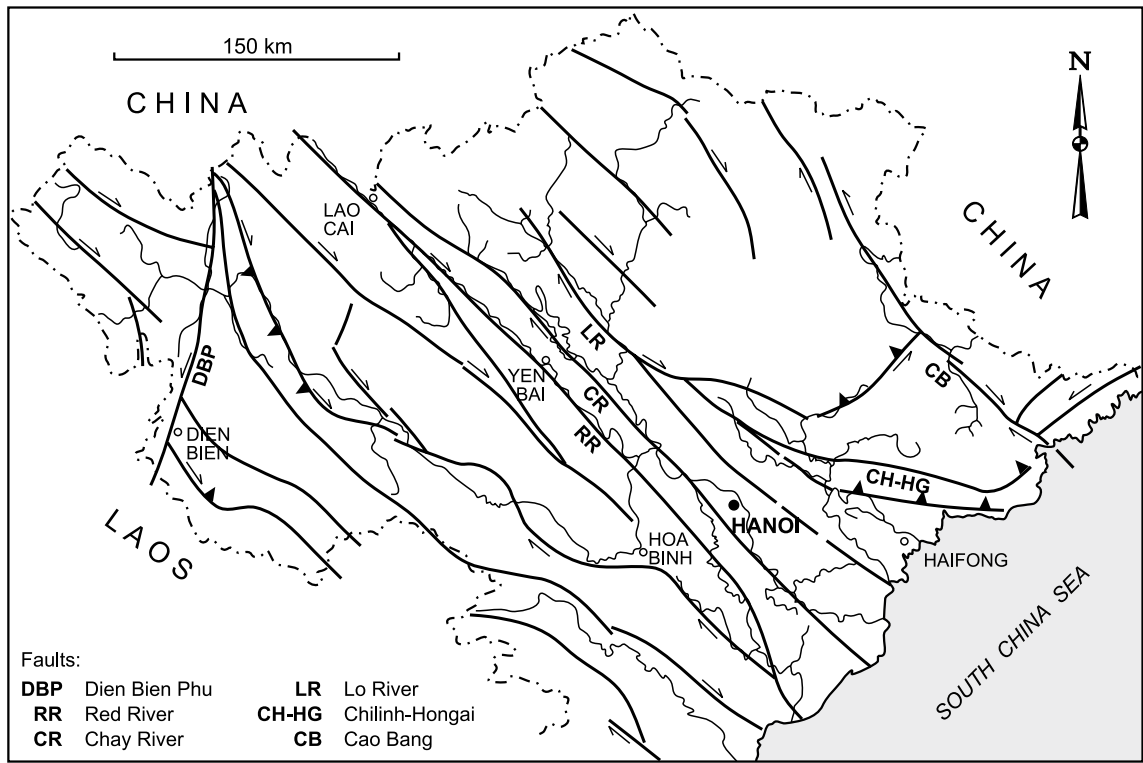 150 km
N
CHINA
LAO
CAI
CHINA
LR
DBP
CB
YEN
BAI
CR
RR
DIEN
BIEN
CH-HG
HANOI
LAOS
HOA
BINH
HAIFONG
SOUTH CHINA SEA
Faults:
DBP Dien Bien Phu
RR Red River
CR Chay River
LR Lo River
CH-HG Chilinh-Hongai
CB Cao Bang